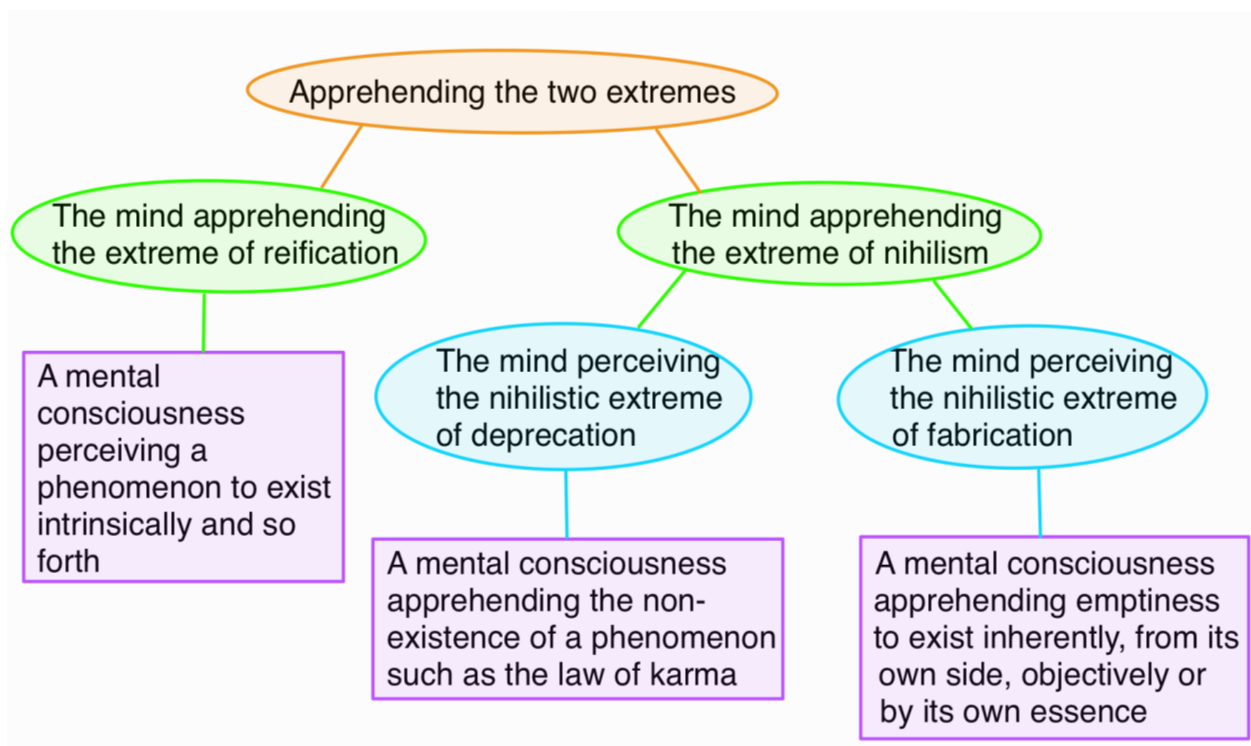 Apprehending the two extremes
The mind apprehending
the extreme of reification
The mind apprehending
the extreme of nihilism
A mental
consciousness
perceiving a
phenomenon to exist
intrinsically and so
forth
The mind perceiving
the nihilistic extreme
of deprecation
The mind perceiving
the nihilistic extreme
of fabrication
A mental consciousness
apprehending the non-
existence of a phenomenon
such as the law of karma
A mental consciousness
apprehending emptiness
to exist inherently, from its
own side, objectively or
by its own essence